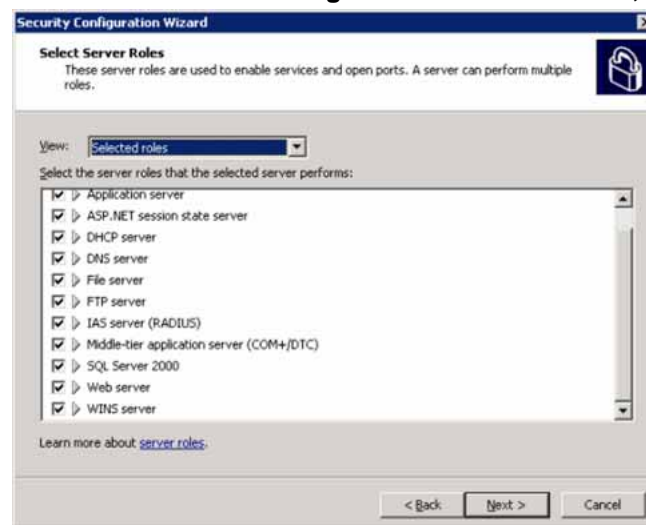 Security Configuration Wizard
Select Server Roles
These server roles are used to enable services and open ports. A server can perform multiple
roles.
View: Selected roles
Select the server roles that the selected server performs:
Application server
ASP.NET session state server
DHCP server
DNS server
File server
FTP server
IAS server (RADIUS)
Middle-tier application server (COM+/DTC)
SQL Server 2000
Web server
WINS server
Learn more about server roles.
< Back Next > Cancel